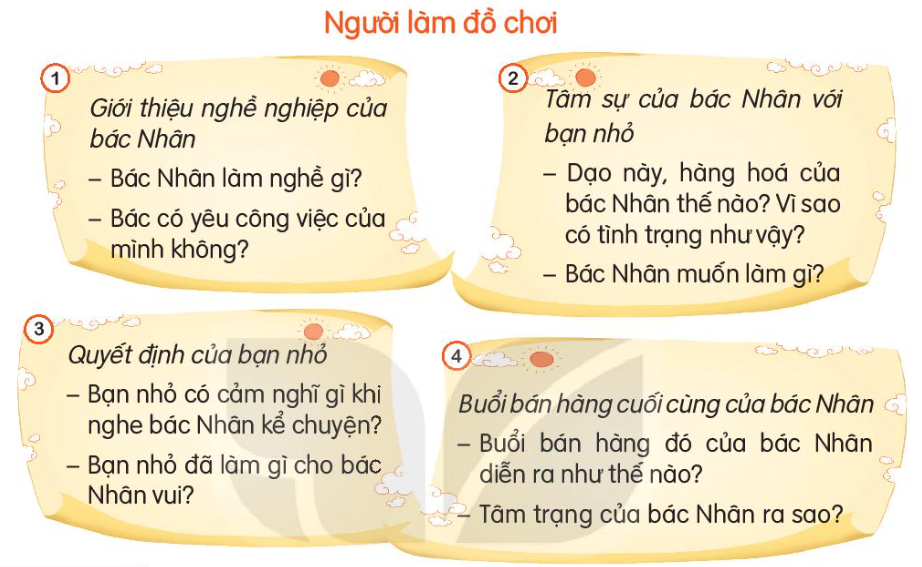 Người làm đồ chơi
1
Giới thiệu nghề nghiệp của
bác Nhân
– Bác Nhân làm nghề gì?
– Bác có yêu công việc của
mình không?
2
Tâm sự của bác Nhân với
bạn nhỏ
– Dạo này, hàng hoá của
bác Nhân thế nào? Vì sao
có tình trạng như vậy?
– Bác Nhân muốn làm gì?
3
Quyết định của bạn nhỏ
– Bạn nhỏ có cảm nghĩ gì khi
nghe bác Nhân kể chuyện?
– Bạn nhỏ đã làm gì cho bác
Nhân vui?
4
Buổi bán hàng cuối cùng của bác Nhân
– Buổi bán hàng đó của bác Nhân
diễn ra như thế nào?
– Tâm trạng của bác Nhân ra sao?